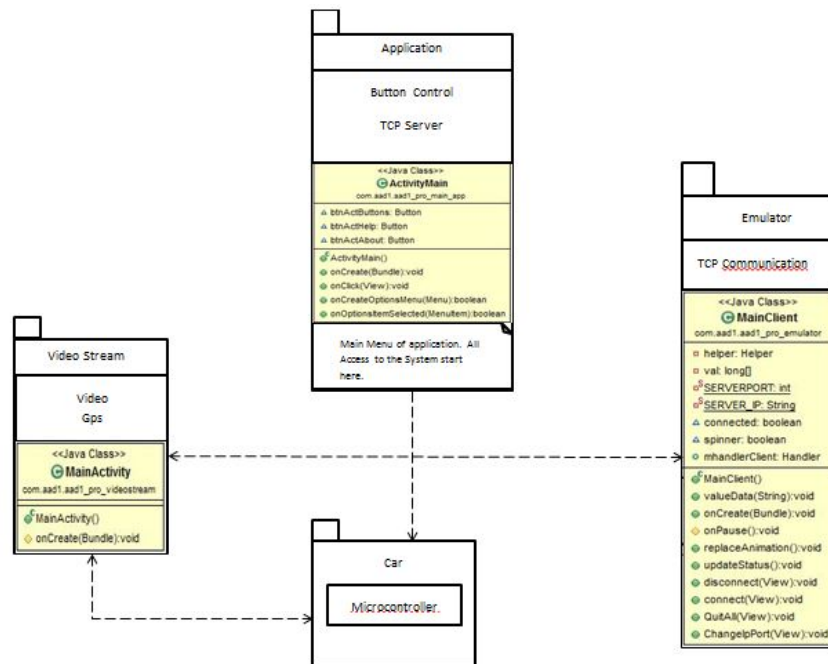 Application
Button Control
TCP Server
<<Java Class>>
ActivityMain
com.aad1.aad1_pro_main_app
btnActButtons: Button
btnActHelp: Button
btnActAbout: Button
ActivityMain()
onCreate(Bundle):void
onClick(View):void
onCreateOptionsMenu(Menu):boolean
onOptionsItemSelected(MenuItem):boolean
Main Menu of application. All
Access to the System start
here.
Emulator
TCP Communication
<<Java Class>>
MainClient
com.aad1.aad1_pro_emulator
helper: Helper
val: long[]
SERVERPORT: int
SERVER_IP: String
connected: boolean
spinner: boolean
mhandlerClient: Handler
MainClient()
valueData(String):void
onCreate(Bundle):void
onPause():void
replaceAnimation():void
updateStatus():void
disconnect(View):void
connect(View):void
QuitAll(View):void
ChangeIpPort(View):void
Video Stream
Video
Gps
<<Java Class>>
MainActivity
com.aad1.aad1_pro_videostream
MainActivity()
onCreate(Bundle):void
Car
Microcontroller